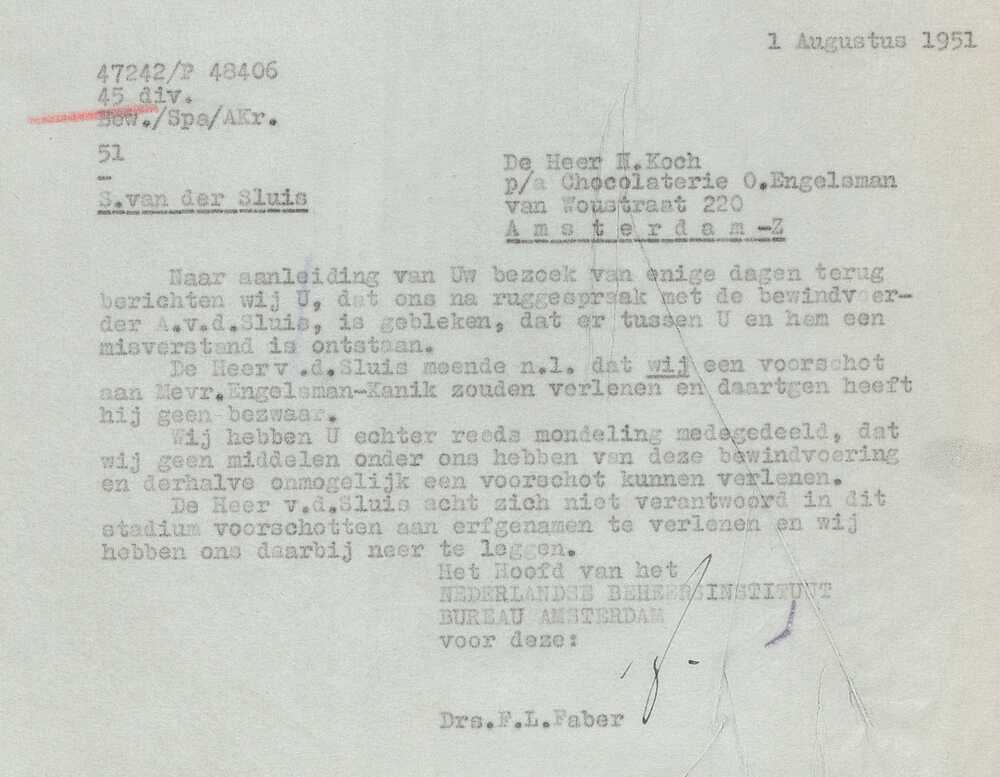 1 Augustus 1951
47242/P 48406
45 div.
Bew./Spa/AKr.
51
S.van der Sluis
De Heer N.Koch
p/a Chocolaterie O.Engelsman
van Woustraat 220
Amsterdam-Z
Naar aanleiding van Uw bezoek van enige dagen terug
berichten wij U, dat ons na ruggespraak met de bewindvoer-
der A.v.d.Sluis, is gebleken, dat er tussen U en hem een
misverstand is ontstaan.
De Heerv .d.Sluis meende n.l. dat wij een voorschot
aan Mevr.Engelsman-Kanik zouden verlenen en daartgen heeft
hij geen bezwaar.
Wij hebben U echter reeds mondeling medegedeeld, dat
wij geen middelen onder ons hebben van deze bewindvoering
en derhalve onmogelijk een voorschot kunnen verlenen.
De Heer v.d.Sluis acht zich niet verantwoord in dit
stadium voorschotten aan erfgenamen te verlenen en wij
hebben ons daarbij neer te leggen.
Het Hoofd van het
NEDERLANDSE BEHEERSINSTITUUT
BUREAU AMSTERDAM
voor deze:
Drs.F.L.Faber